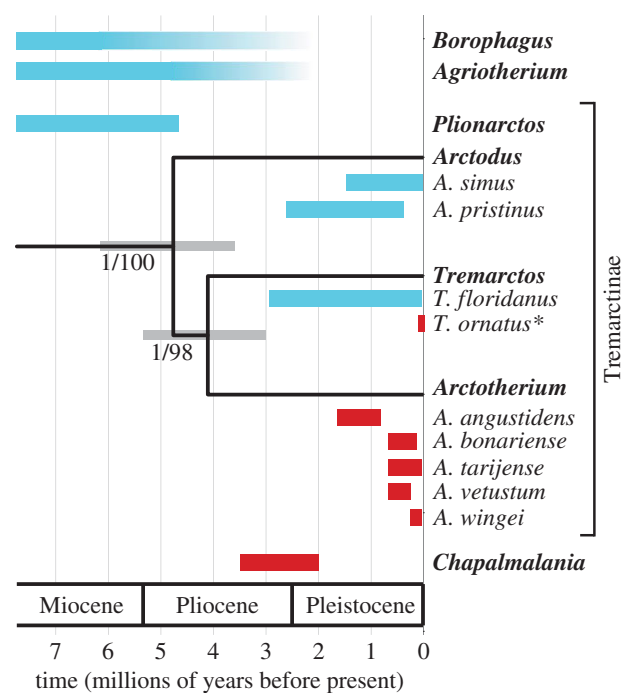 Borophagus
Agriotherium
Plionarctos
Arctodus
A. simus
A. pristinus
1/100
Tremarctos
T. floridanus
T. ornatus*
1/98
Arctotherium
A. angustidens
A. bonariense
A. tarijense
A. vetustum
A. wingei
Tremarctinae
Chapalmalania
Miocene Pliocene Pleistocene
7 6 5 4 3 2 1 0
time (millions of years before present)